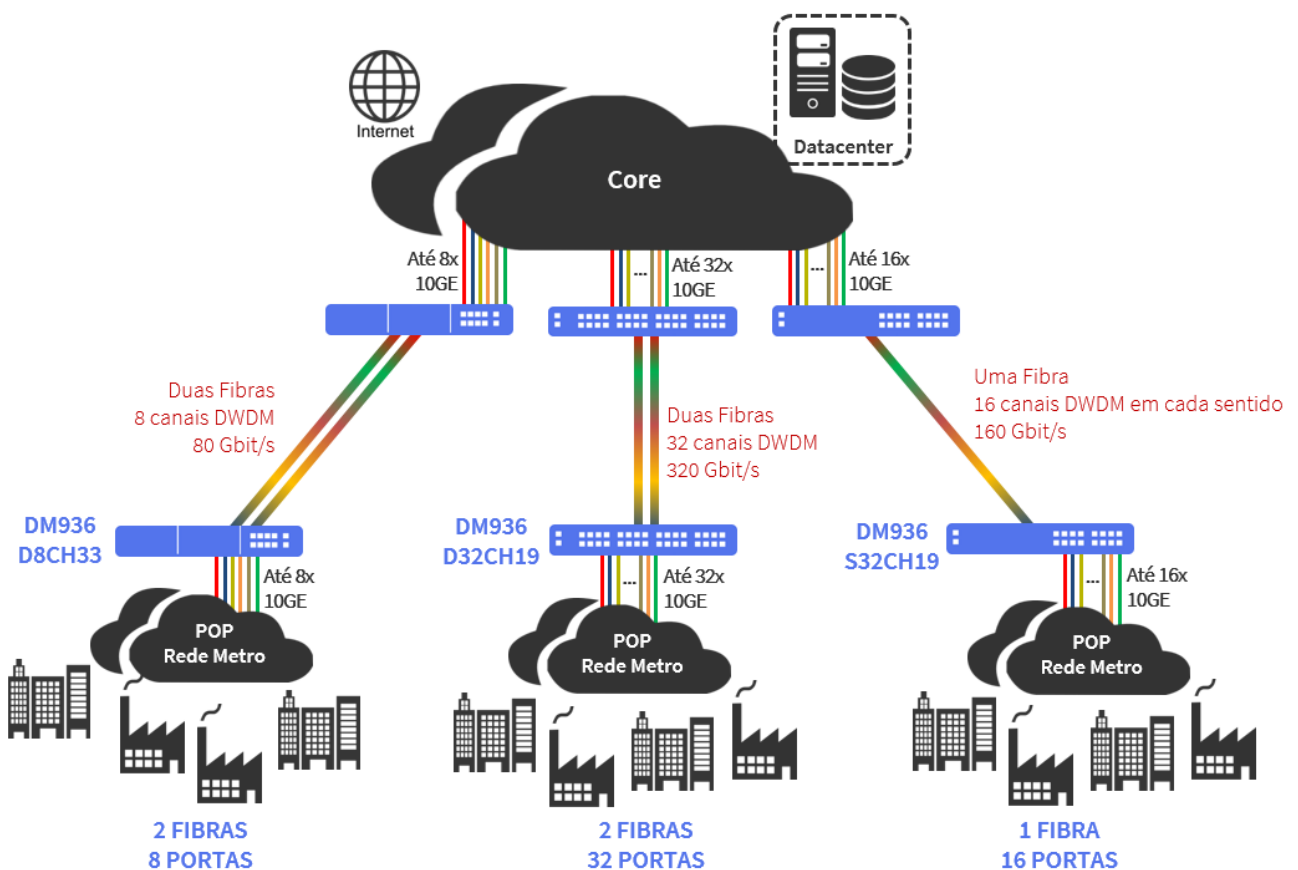 Internet
Datacenter
Core
Até 8x
10GE
...
Até 32x
10GE
...
Até 16x
10GE
Duas Fibras
8 canais DWDM
80 Gbit/s
Duas Fibras
32 canais DWDM
320 Gbit/s
Uma Fibra
16 canais DWDM em cada sentido
160 Gbit/s
DM936
D8CH33
DM936
D32CH19
DM936
S32CH19
Até 8x
10GE
...
Até 32x
10GE
...
Até 16x
10GE
POP
Rede Metro
POP
Rede Metro
POP
Rede Metro
2 FIBRAS
8 PORTAS
2 FIBRAS
32 PORTAS
1 FIBRA
16 PORTAS